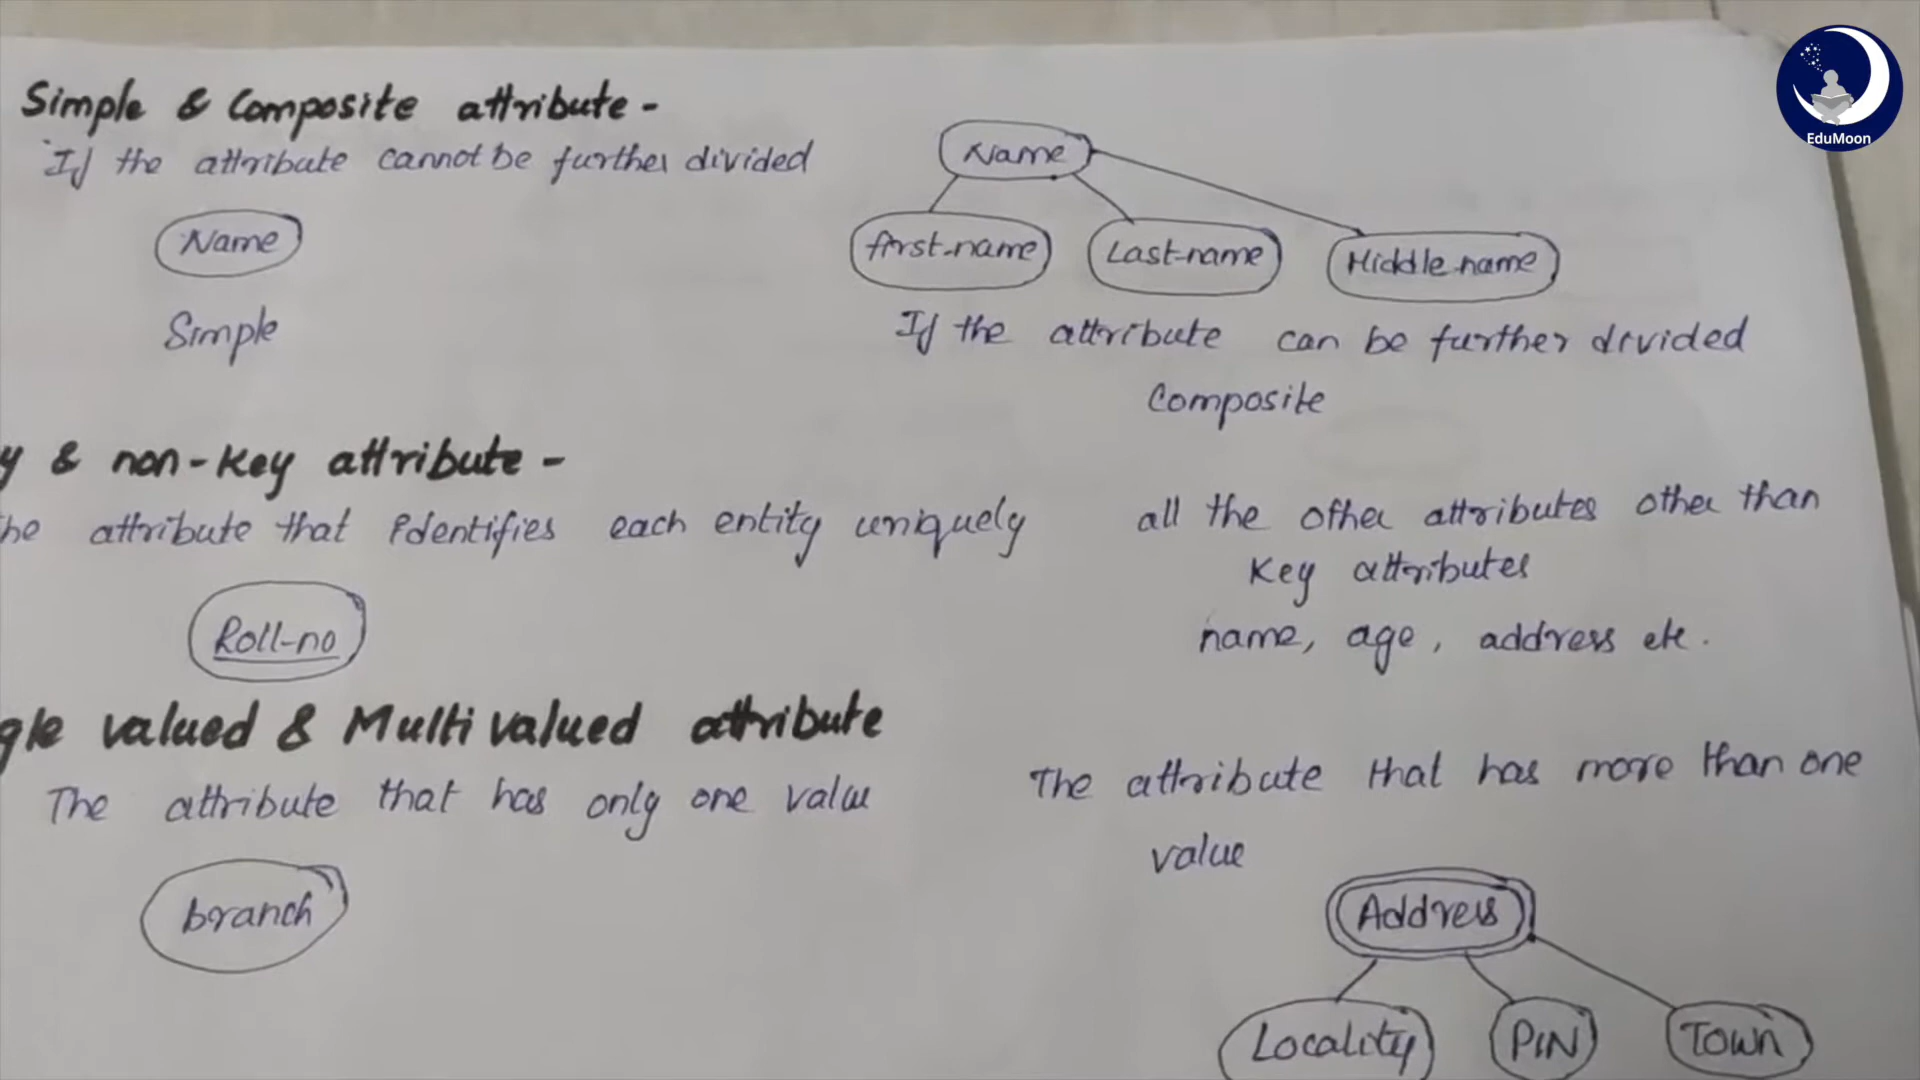 Simple & Composite attribute -
If the attribute cannot be further divided
Name
Simple
Name
first-name
Last-name
Middle-name
If the attribute can be further divided
Composite
y & non-key attribute -
he attribute that identifies each entity uniquely
Roll-no
all the other attributes other than
Key attributes
name, age, address etc.
gle valued & Multi valued attribute
The attribute that has only one value
branch
The attribute that has more than one
value
Address
Locality
PIN
Town
EduMoon